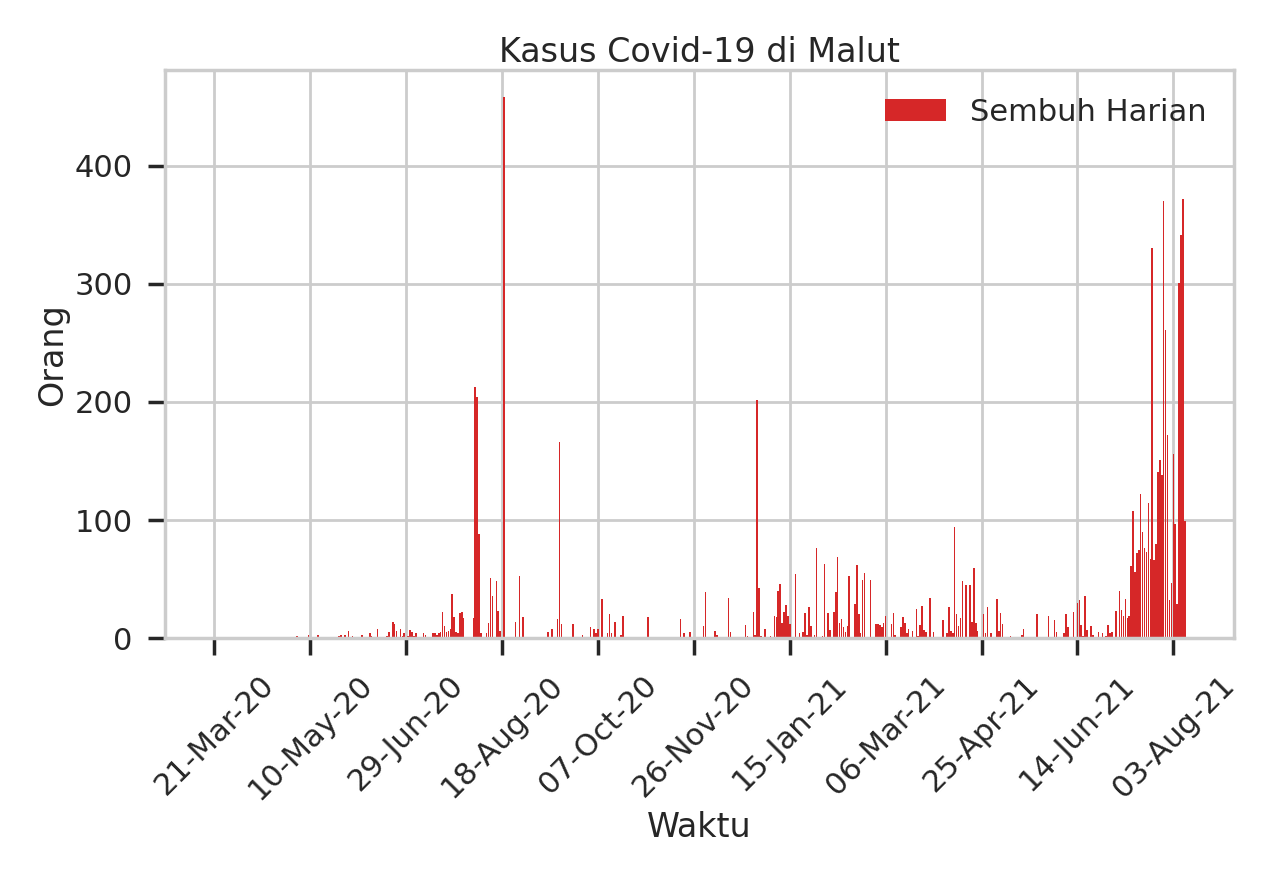 Kasus Covid-19 di Malut
Sembuh Harian
Orang
400
300
200
100
0
21-Mar-20
10-May-20
29-Jun-20
18-Aug-20
07-Oct-20
26-Nov-20
15-Jan-21
06-Mar-21
25-Apr-21
14-Jun-21
03-Aug-21
Waktu